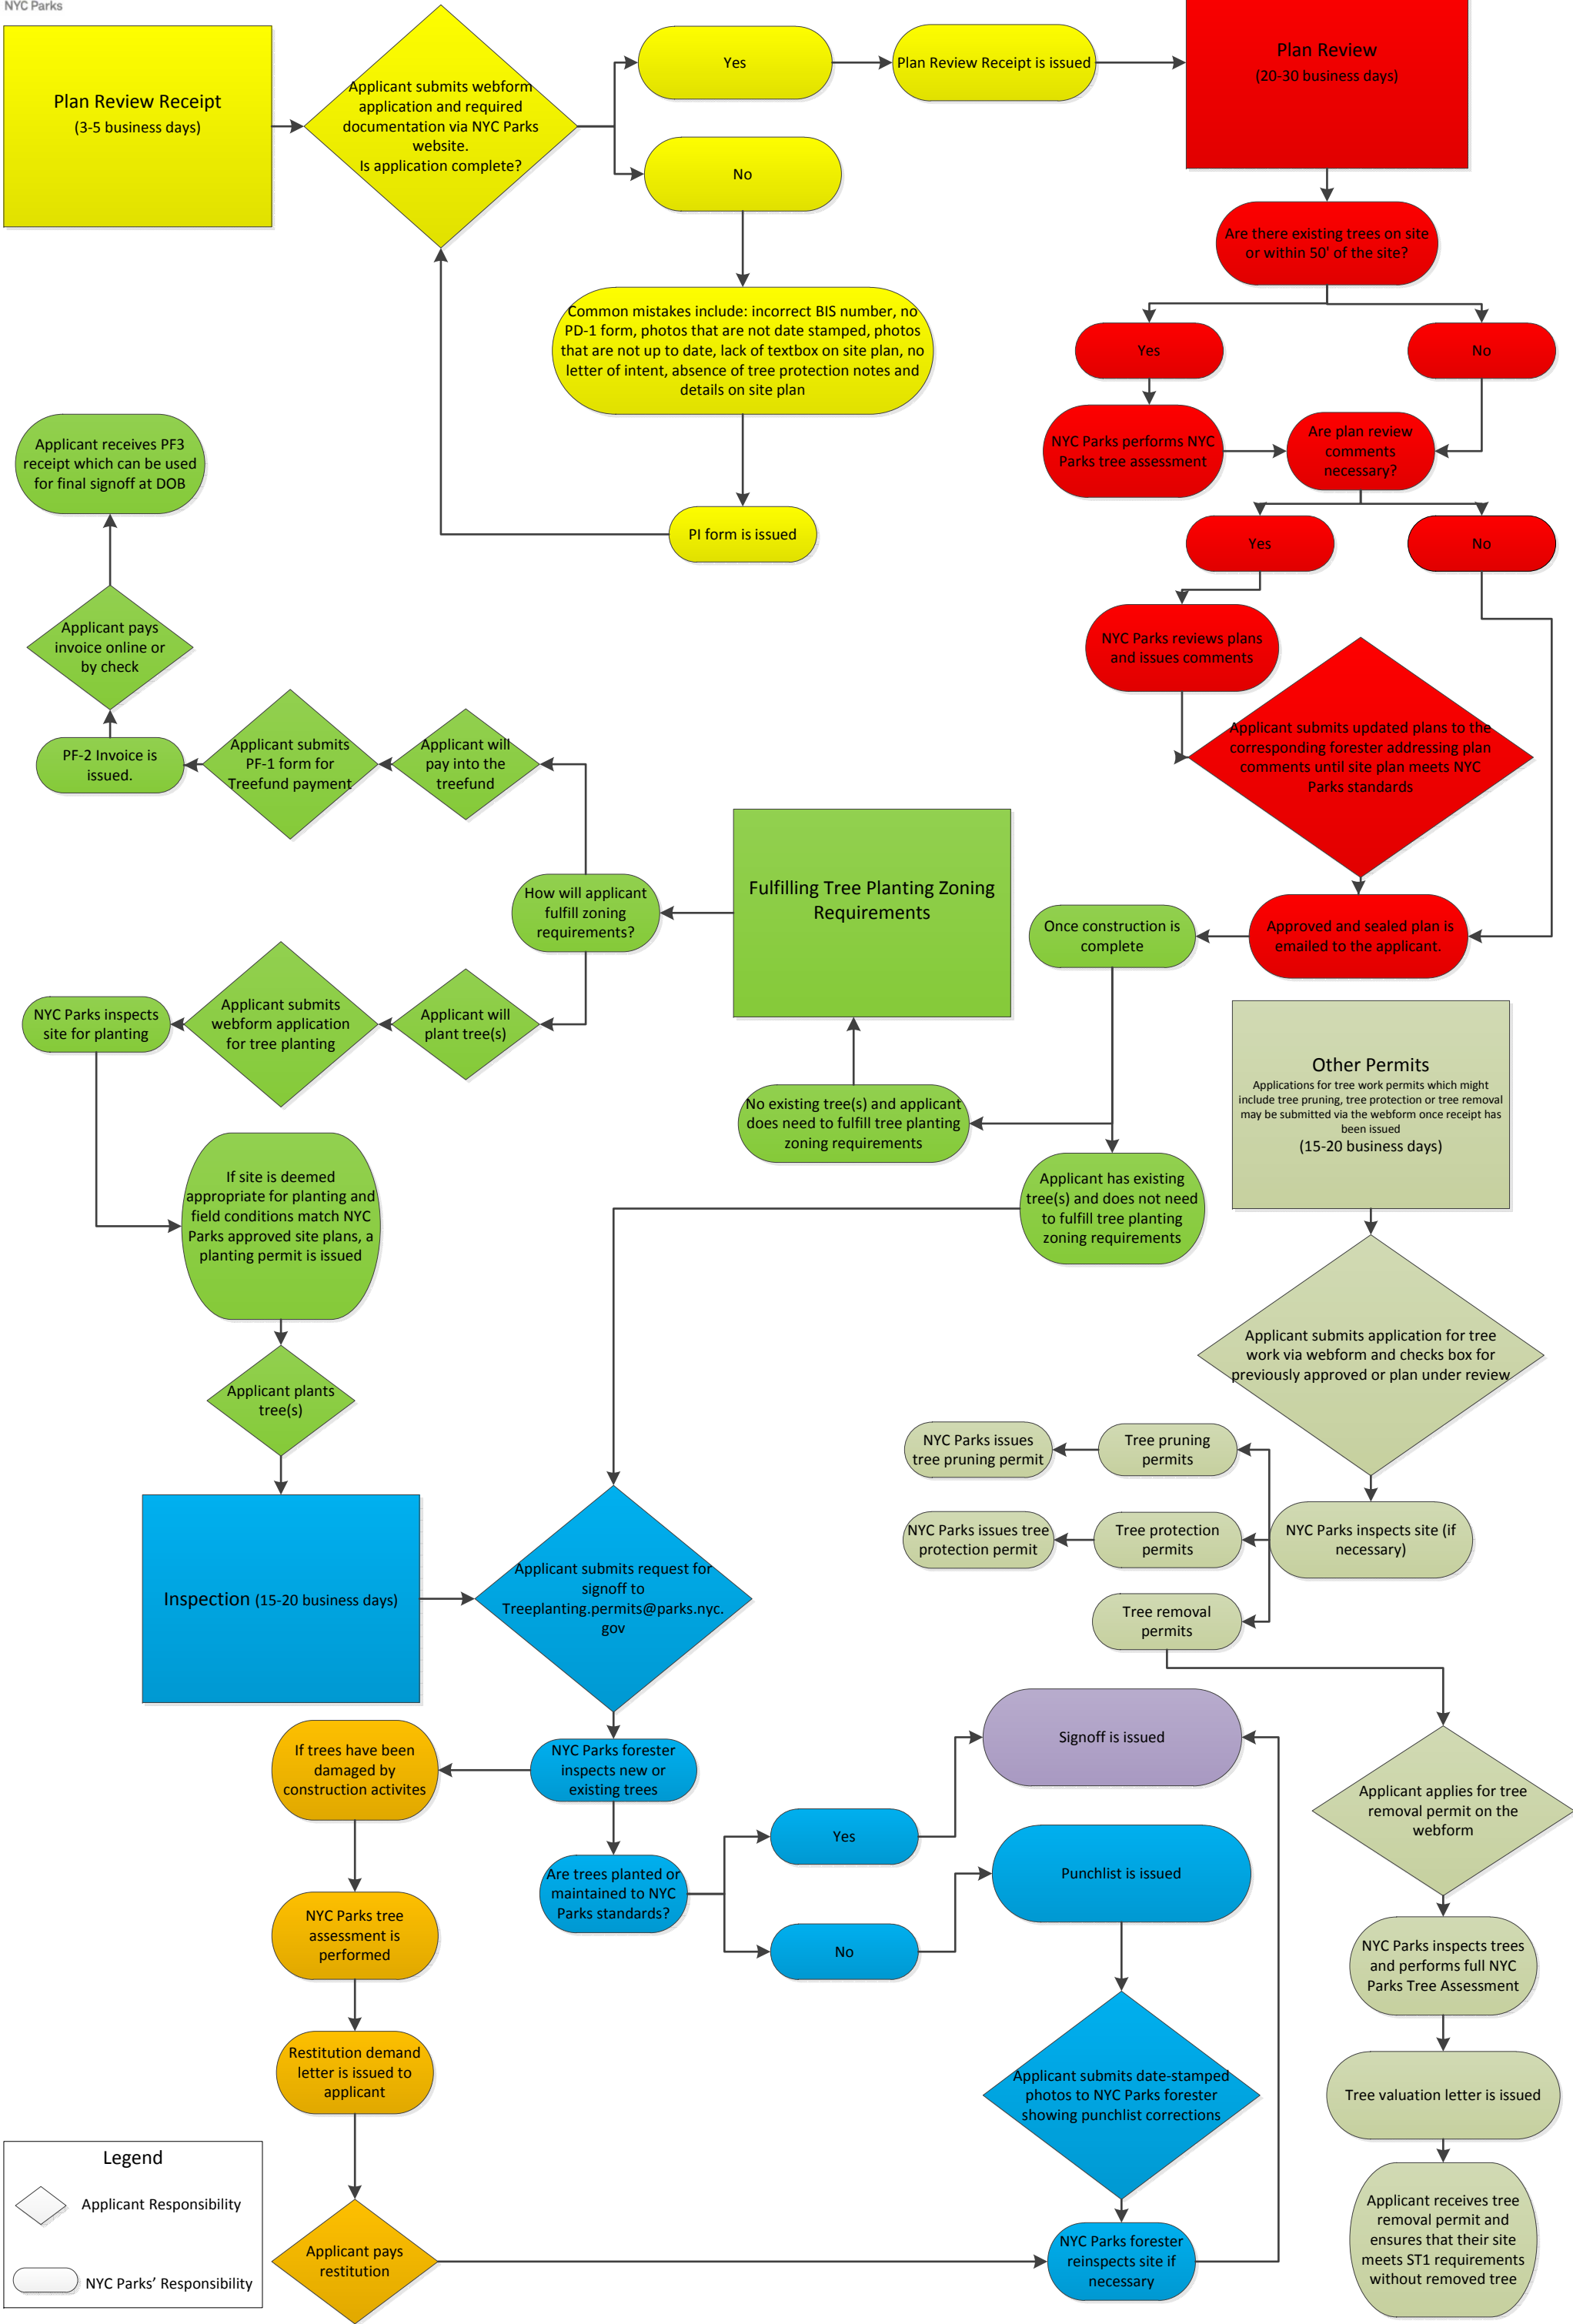 NYC Parks
Plan Review Receipt
(3-5 business days)
Applicant submits webform
application and required
documentation via NYC Parks
website.
Is application complete?
Yes
Plan Review Receipt is issued
No
Common mistakes include: incorrect BIS number, no
PD-1 form, photos that are not date stamped, photos
that are not up to date, lack of textbox on site plan, no
letter of intent, absence of tree protection notes and
details on site plan
PI form is issued
Plan Review
(20-30 business days)
Are there existing trees on site
or within 50' of the site?
Yes
No
NYC Parks performs NYC
Parks tree assessment
Are plan review
comments
necessary?
Yes
No
NYC Parks reviews plans
and issues comments
Applicant submits updated plans to the
corresponding forester addressing plan
comments until site plan meets NYC
Parks standards
Approved and sealed plan is
emailed to the applicant.
Once construction is
complete
No existing tree(s) and applicant
does need to fulfill tree planting
zoning requirements
Applicant has existing
tree(s) and does not need
to fulfill tree planting
zoning requirements
Fulfilling Tree Planting Zoning
Requirements
How will applicant
fulfill zoning
requirements?
Applicant will
pay into the
treefund
Applicant submits
PF-1 form for
Treefund payment
PF-2 Invoice is
issued.
Applicant pays
invoice online or
by check
Applicant receives PF3
receipt which can be used
for final signoff at DOB
Applicant will
plant tree(s)
Applicant submits
webform application
for tree planting
NYC Parks inspects
site for planting
If site is deemed
appropriate for planting and
field conditions match NYC
Parks approved site plans, a
planting permit is issued
Applicant plants
tree(s)
Inspection (15-20 business days)
Applicant submits request for
signoff to
Treeplanting.permits@parks.nyc.
gov
NYC Parks forester
inspects new or
existing trees
If trees have been
damaged by
construction activites
NYC Parks tree
assessment is
performed
Restitution demand
letter is issued to
applicant
Applicant pays
restitution
Are trees planted or
maintained to NYC
Parks standards?
Yes
No
Signoff is issued
Punchlist is issued
Applicant submits date-stamped
photos to NYC Parks forester
showing punchlist corrections
NYC Parks forester
reinspects site if
necessary
Other Permits
Applications for tree work permits which might
include tree pruning, tree protection or tree removal
may be submitted via the webform once receipt has
been issued
(15-20 business days)
Applicant submits application for tree
work via webform and checks box for
previously approved or plan under review
NYC Parks inspects site (if
necessary)
Tree pruning
permits
NYC Parks issues
tree pruning permit
Tree protection
permits
NYC Parks issues tree
protection permit
Tree removal
permits
Applicant applies for tree
removal permit on the
webform
NYC Parks inspects trees
and performs full NYC
Parks Tree Assessment
Tree valuation letter is issued
Applicant receives tree
removal permit and
ensures that their site
meets ST1 requirements
without removed tree
Legend
Applicant Responsibility
NYC Parks' Responsibility